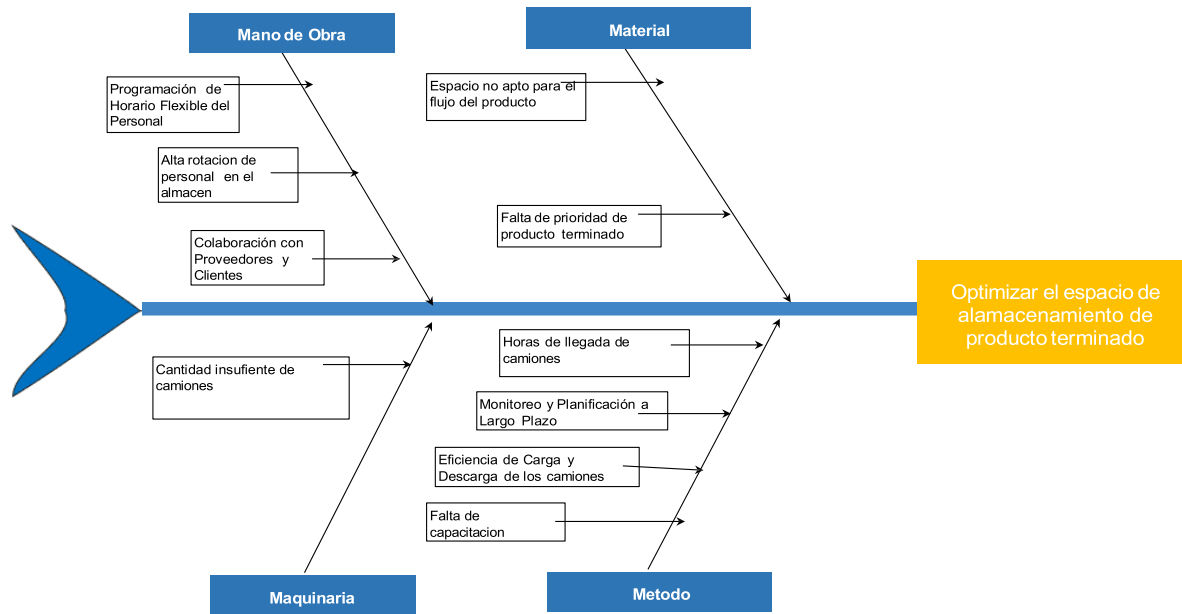 Mano de Obra
Material
Programación de
Horario Flexible del
Personal
Alta rotacion de
personal en el
almacen
Colaboración con
Proveedores y
Clientes
Espacio no apto para el
flujo del producto
Falta de prioridad de
producto terminado
Optimizar el espacio de
alamacenamiento de
producto terminado
Cantidad insufiente de
camiones
Horas de llegada de
camiones
Monitoreo y Planificación a
Largo Plazo
Eficiencia de Carga y
Descarga de los camiones
Falta de
capacitacion
Maquinaria
Metodo